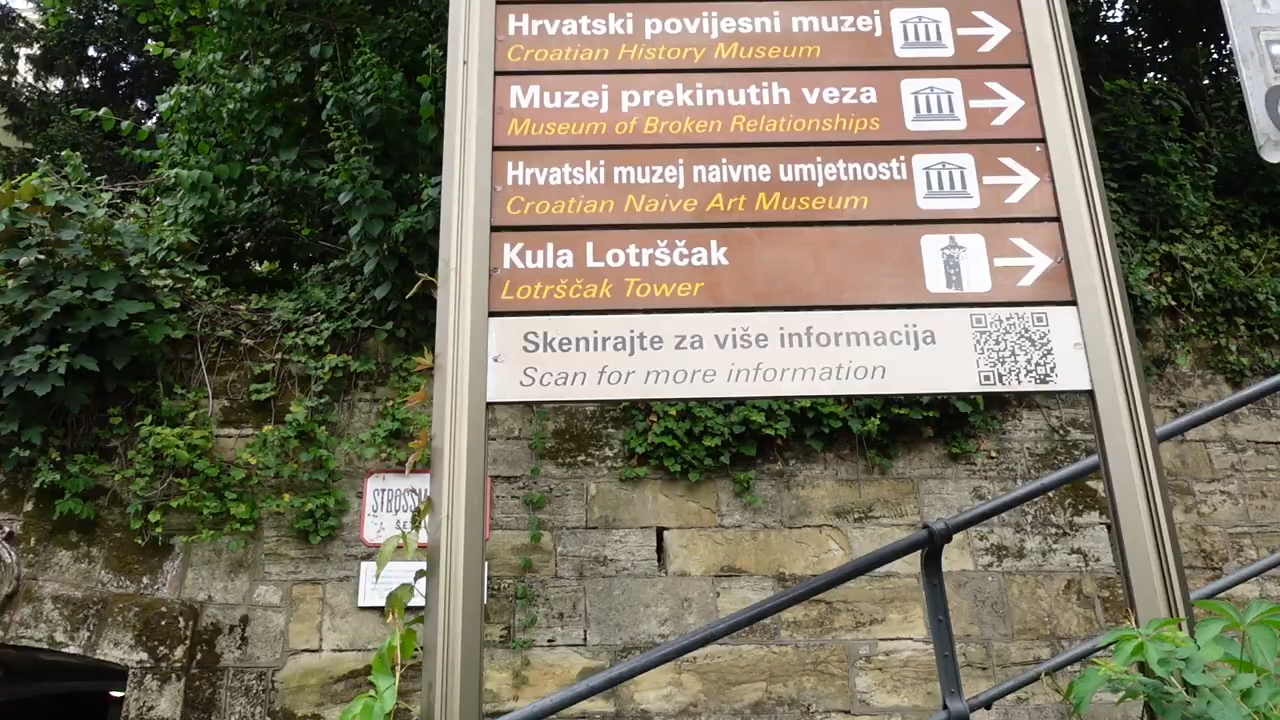 Hrvatski povijesni muzej
Croatian History Museum
Muzej prekinutih veza
Museum of Broken Relationships
Hrvatski muzej naivne umjetnosti
Croatian Naive Art Museum
Kula Lotrščak
Lotrščak Tower
Skenirajte za više informacija
Scan for more information